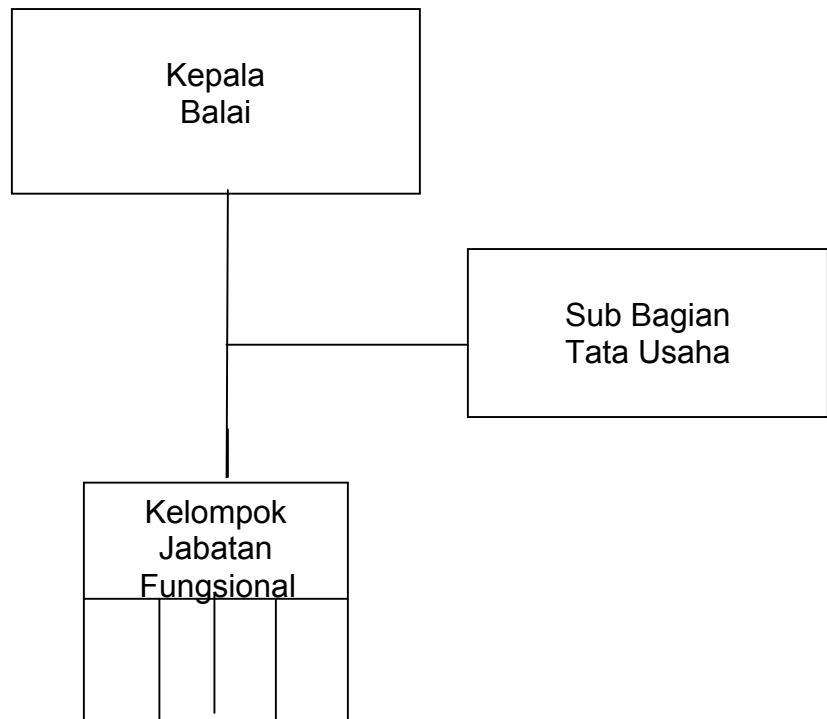 Kepala
Balai
Sub Bagian
Tata Usaha
Kelompok
Jabatan
Fungsional